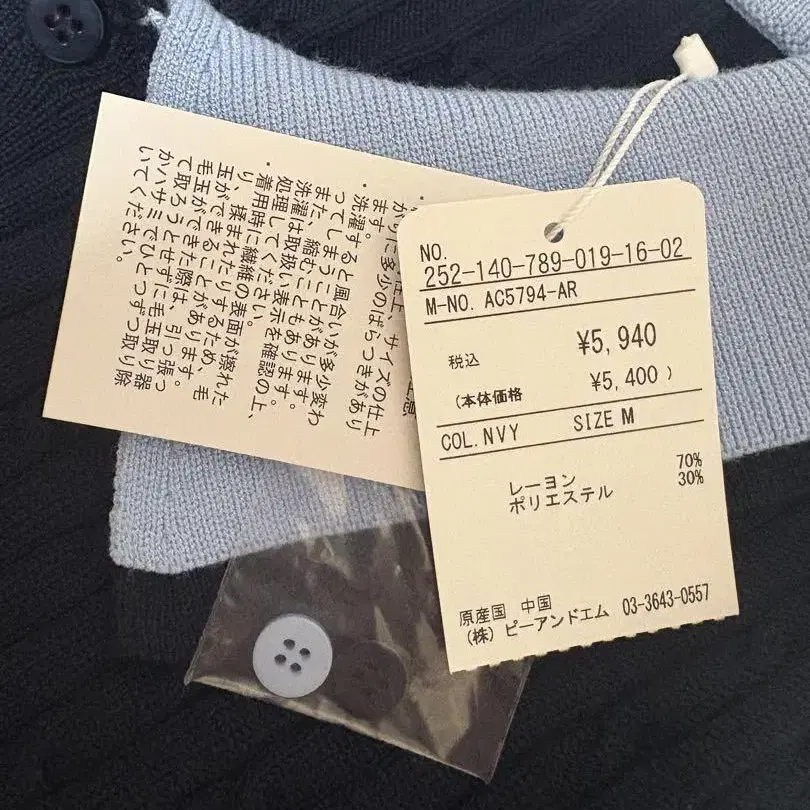 上、サイズの仕上
がりに多少のばらつきがあり
ます。
・洗濯すると風合いが多少変わ
ってしまうことがあります。
また、縮むこともあります。
洗濯は取扱い表示を確認の上、
処理してください。
・着用時に繊維の表面が擦れた
り、揉まれたりするため、毛
玉ができることがあります。
毛玉ができた際は、引っ張っ
て取ろうとせずに毛玉取り器
かハサミでひとつずつ取り除
いてください。
NO.
252-140-789-019-16-02
M-NO. AC5794-AR
税込 ¥5,940
(本体価格 ¥5,400 )
COL.NVY SIZE M
レーヨン 70%
ポリエステル 30%
原産国 中国
(株) ピーアンドエム 03-3643-0557